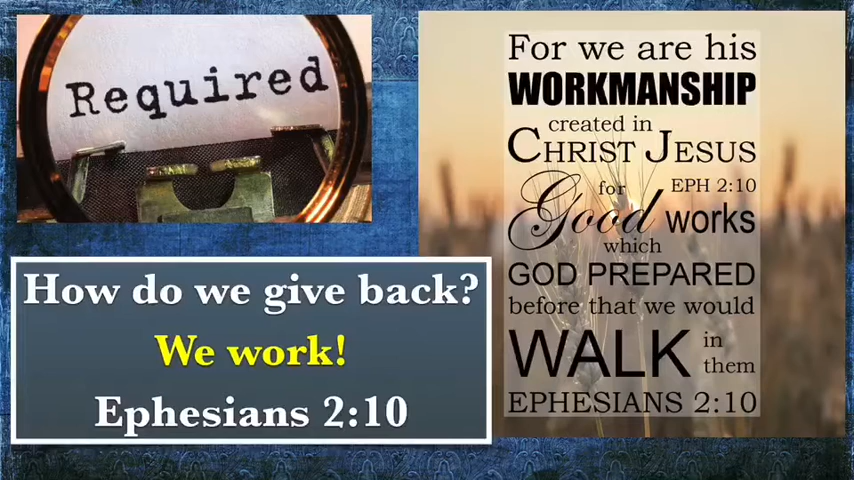 Required
How do we give back?
We work!
Ephesians 2:10
For we are his
WORKMANSHIP
created in
CHRIST JESUS
for EPH 2:10
Good works
which
GOD PREPARED
before that we would
WALK in
them
EPHESIANS 2:10